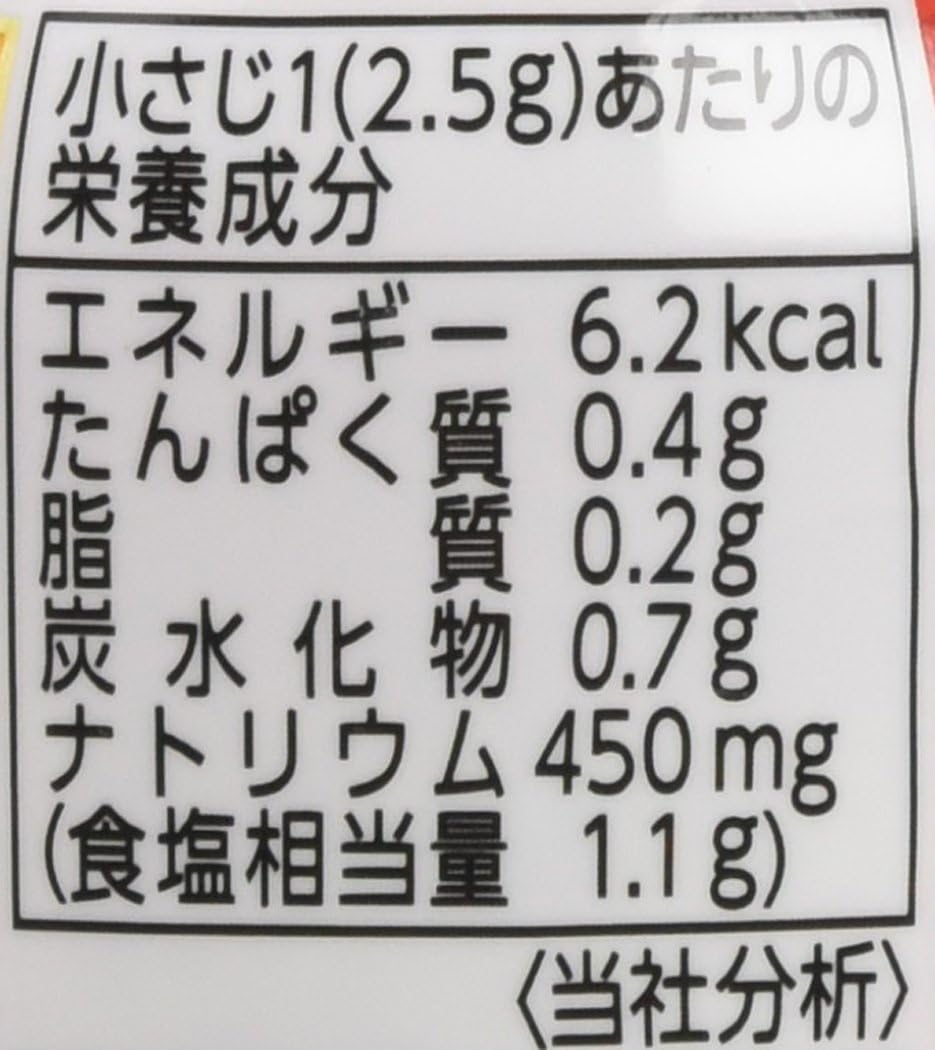 小さじ1(2.5g)あたりの
栄養成分
エネルギー 6.2kcal
たんぱく質 0.4g
脂質 0.2g
炭水化物 0.7g
ナトリウム 450mg
(食塩相当量 1.1g)
〈当社分析〉